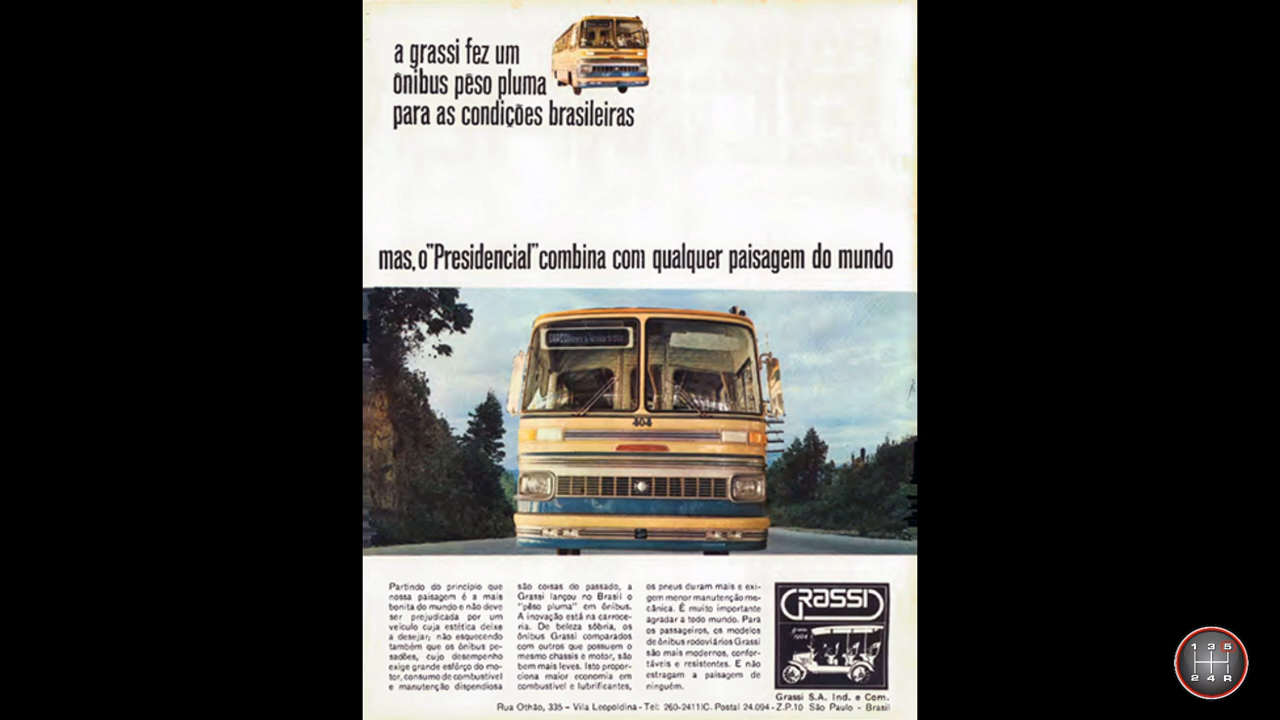 a grassi fez um
ônibus pêso pluma
para as condições brasileiras
mas, o "Presidencial" combina com qualquer paisagem do mundo
404
Partindo do princípio que
nossa paisagem é a mais
bonita do mundo e não deve
ser prejudicada por um
veículo cuja estética deixe
a desejar; não esquecendo
também que os ônibus pe-
sadões, cujo desempenho
exige grande esfôrço do mo-
tor, consumo de combustível
e manutenção dispendiosa
são coisas do passado, a
Grassi lançou no Brasil o
"pêso pluma" em ônibus.
A inovação está na carroce-
ria. De beleza sóbria, os
ônibus Grassi comparados
com outros que possuem o
mesmo chassis e motor, são
bem mais leves. Isto propor-
ciona maior economia em
combustível e lubrificantes,
os pneus duram mais e exi-
gem menor manutenção me-
cânica. É muito importante
agradar a todo mundo. Para
os passageiros, os modelos
de ônibus rodoviários Grassi
são mais modernos, confor-
táveis e resistentes. E não
estragam a paisagem de
ninguém.
GRASSI
1904
Grassi S.A. Ind. e Com.
Rua Othão, 335 - Vila Leopoldina - Tel: 260-2411|C. Postal 24.094 - Z.P.10 São Paulo - Brasil
1 3 5
2 4 R